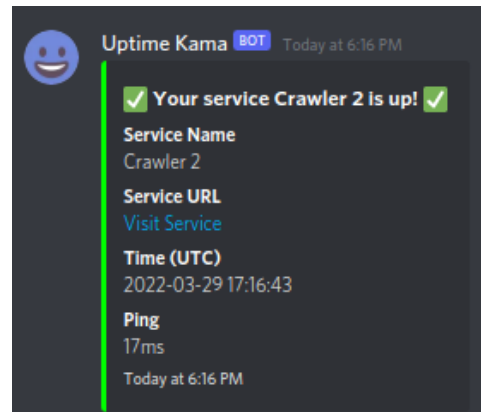 Uptime Kama BOT Today at 6:16 PM
✅ Your service Crawler 2 is up! ✅
Service Name
Crawler 2
Service URL
Visit Service
Time (UTC)
2022-03-29 17:16:43
Ping
17ms
Today at 6:16 PM